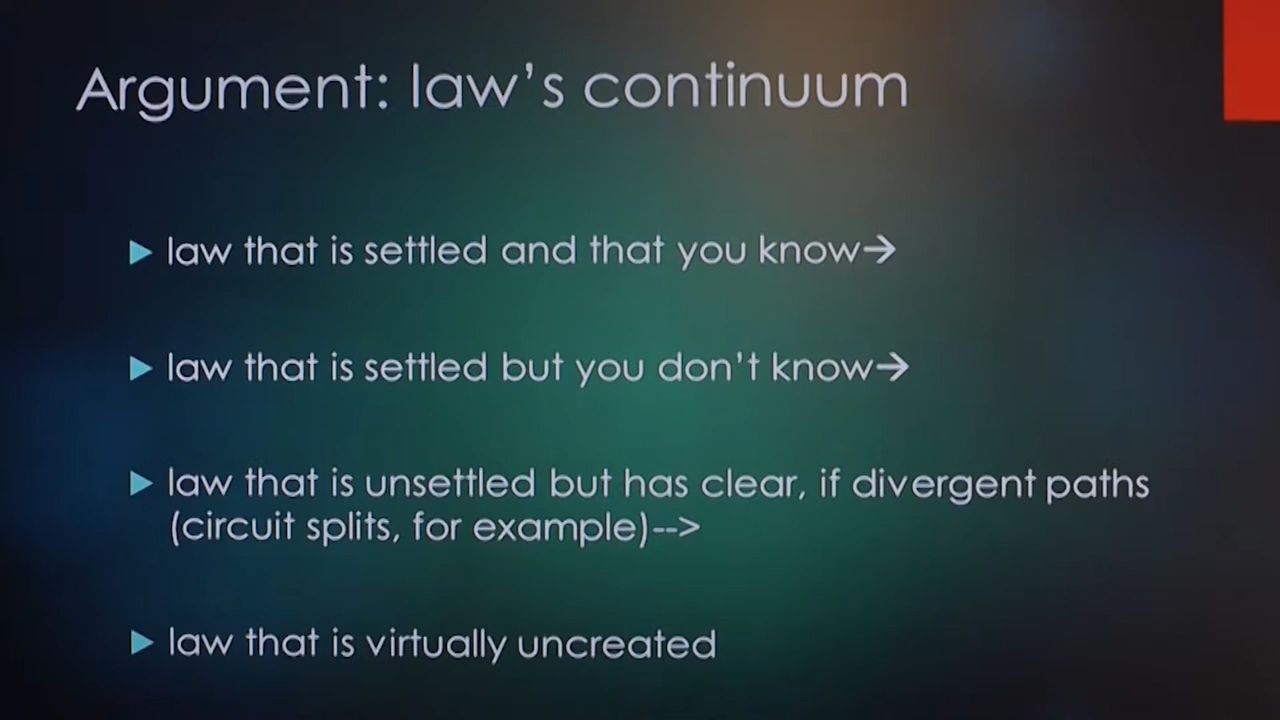 Argument: law's continuum
law that is settled and that you know→
law that is settled but you don't know→
law that is unsettled but has clear, if divergent paths
(circuit splits, for example)-->
law that is virtually uncreated